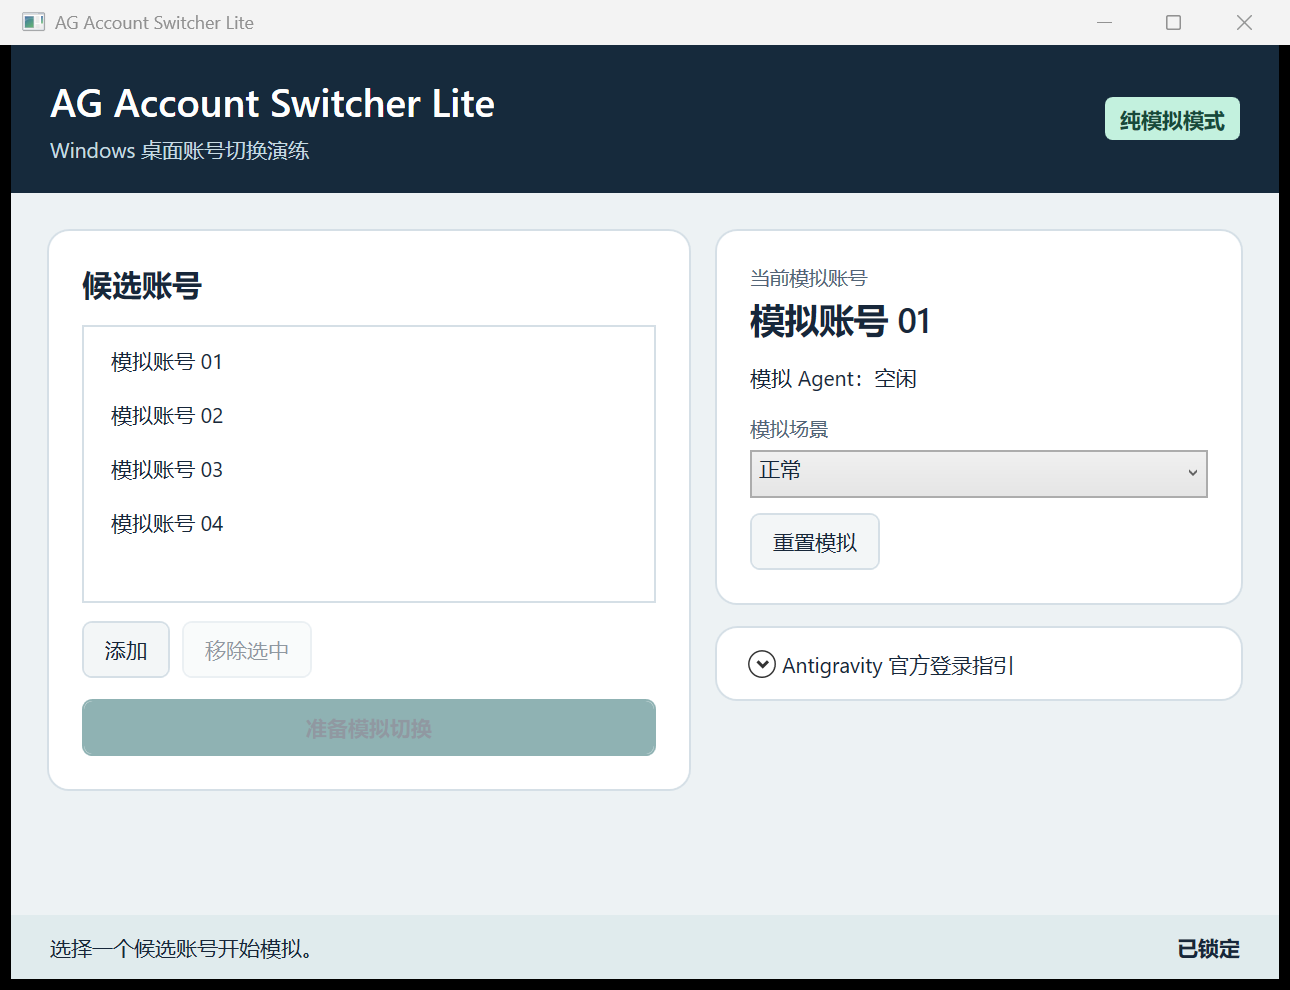 AG Account Switcher Lite
AG Account Switcher Lite
Windows 桌面账号切换演练
纯模拟模式
候选账号
模拟账号 01
模拟账号 02
模拟账号 03
模拟账号 04
添加
移除选中
准备模拟切换
当前模拟账号
模拟账号 01
模拟 Agent：空闲
模拟场景
正常
重置模拟
Antigravity 官方登录指引
选择一个候选账号开始模拟。
已锁定